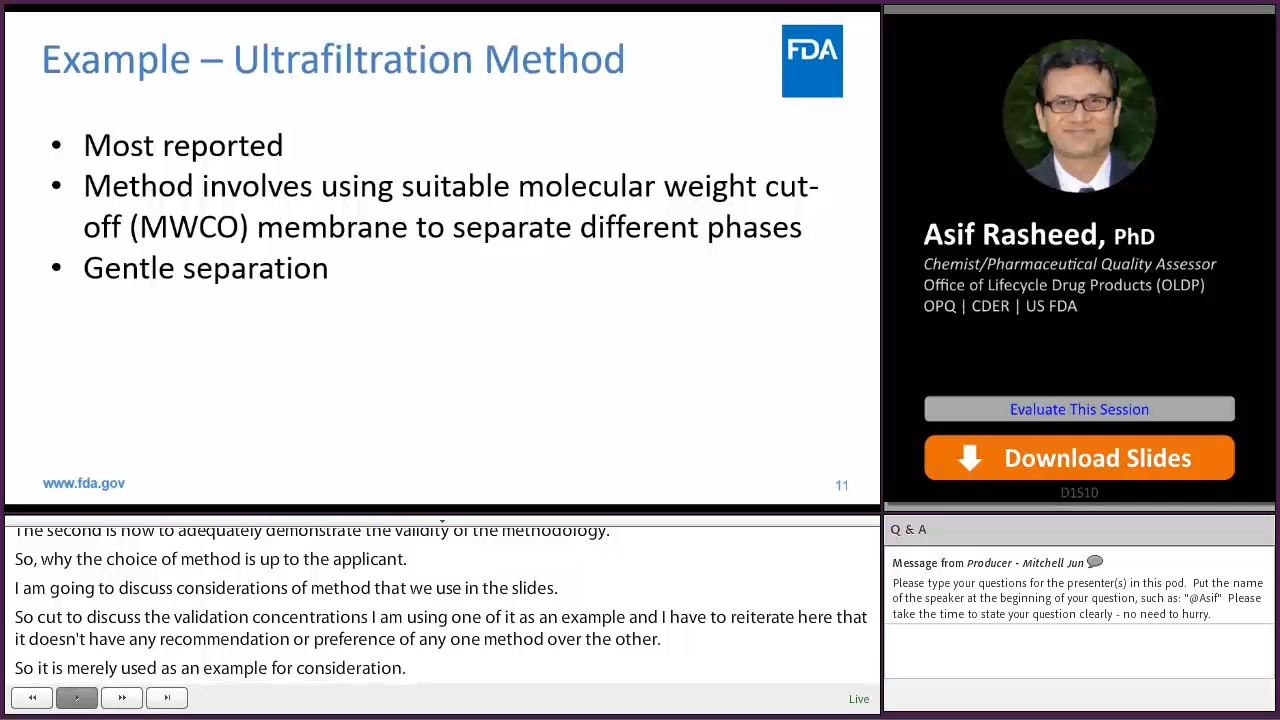 Example – Ultrafiltration Method
FDA
• Most reported
• Method involves using suitable molecular weight cut-
off (MWCO) membrane to separate different phases
• Gentle separation
www.fda.gov
11
Asif Rasheed, PhD
Chemist/Pharmaceutical Quality Assessor
Office of Lifecycle Drug Products (OLDP)
OPQ | CDER | US FDA
Evaluate This Session
Download Slides
D1S10
The second is how to adequately demonstrate the validity of the methodology.
So, why the choice of method is up to the applicant.
I am going to discuss considerations of method that we use in the slides.
So cut to discuss the validation concentrations I am using one of it as an example and I have to reiterate here that
it doesn't have any recommendation or preference of any one method over the other.
So it is merely used as an example for consideration.
Live
Q & A
Message from Producer - Mitchell Jun
Please type your questions for the presenter(s) in this pod. Put the name
of the speaker at the beginning of your question, such as: "@Asif" Please
take the time to state your question clearly - no need to hurry.